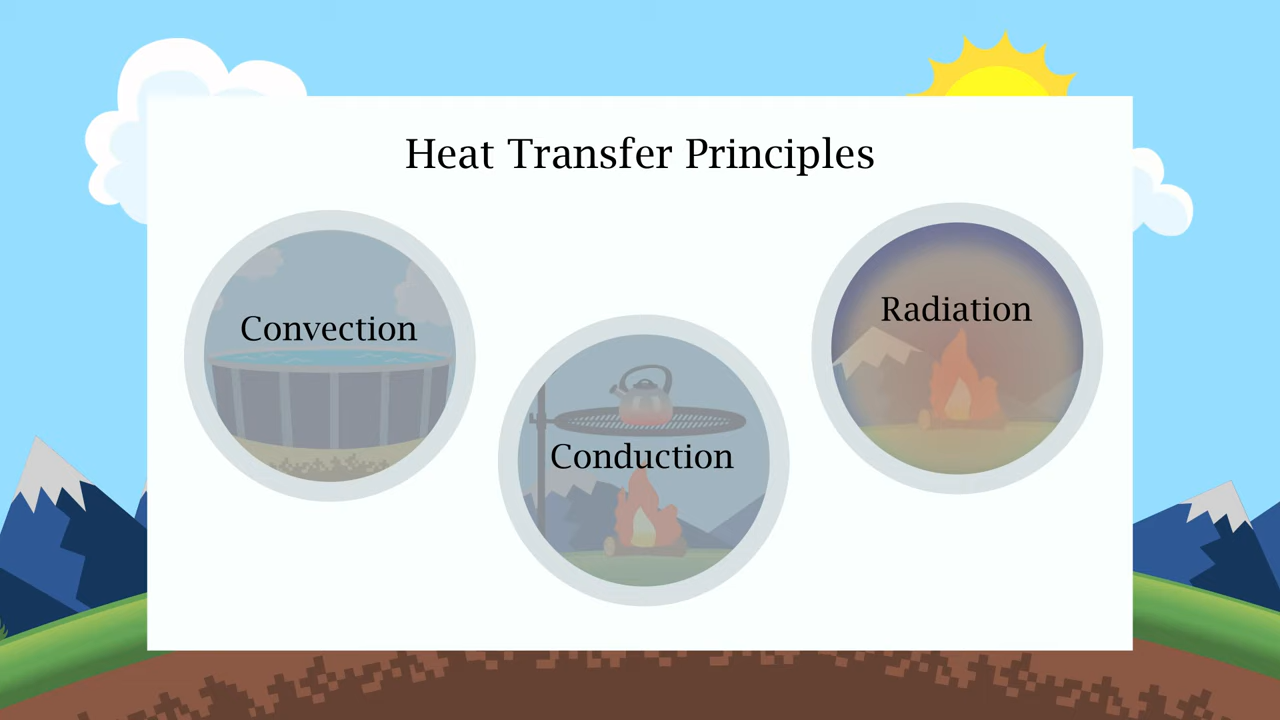 Heat Transfer Principles
Convection
Conduction
Radiation